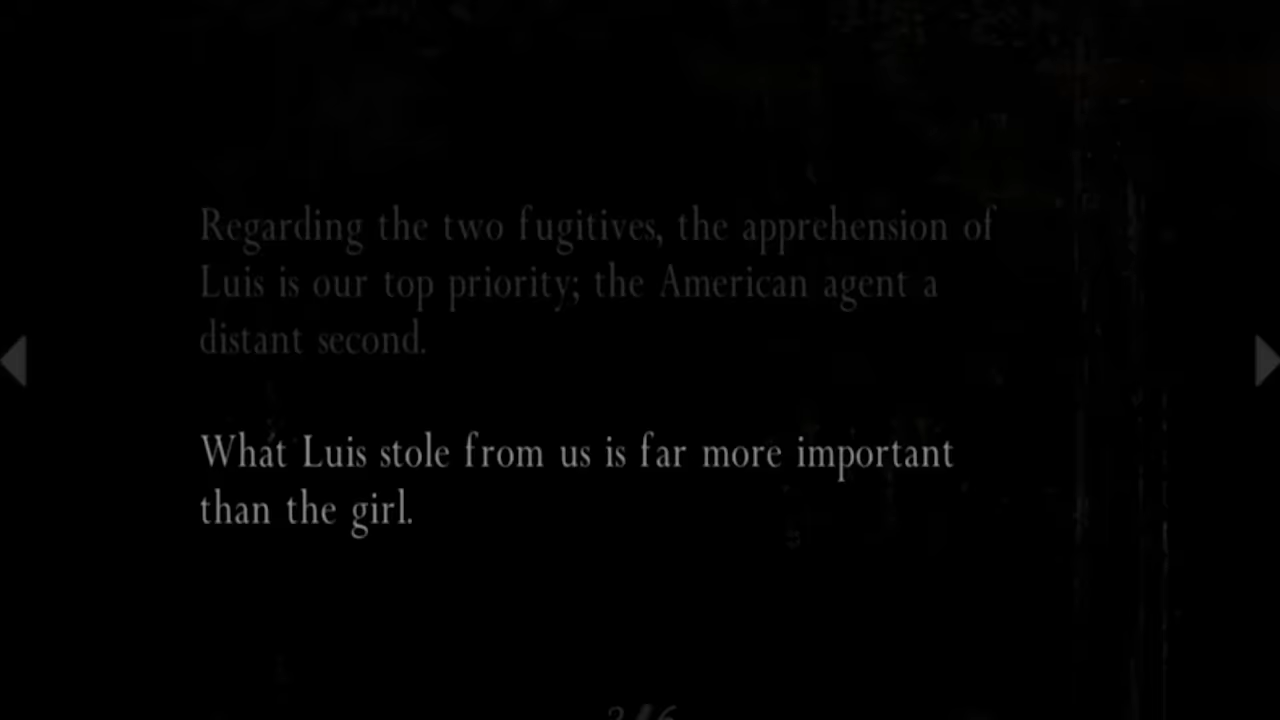 Regarding the two fugitives, the apprehension of
Luis is our top priority; the American agent a
distant second.
What Luis stole from us is far more important
than the girl.